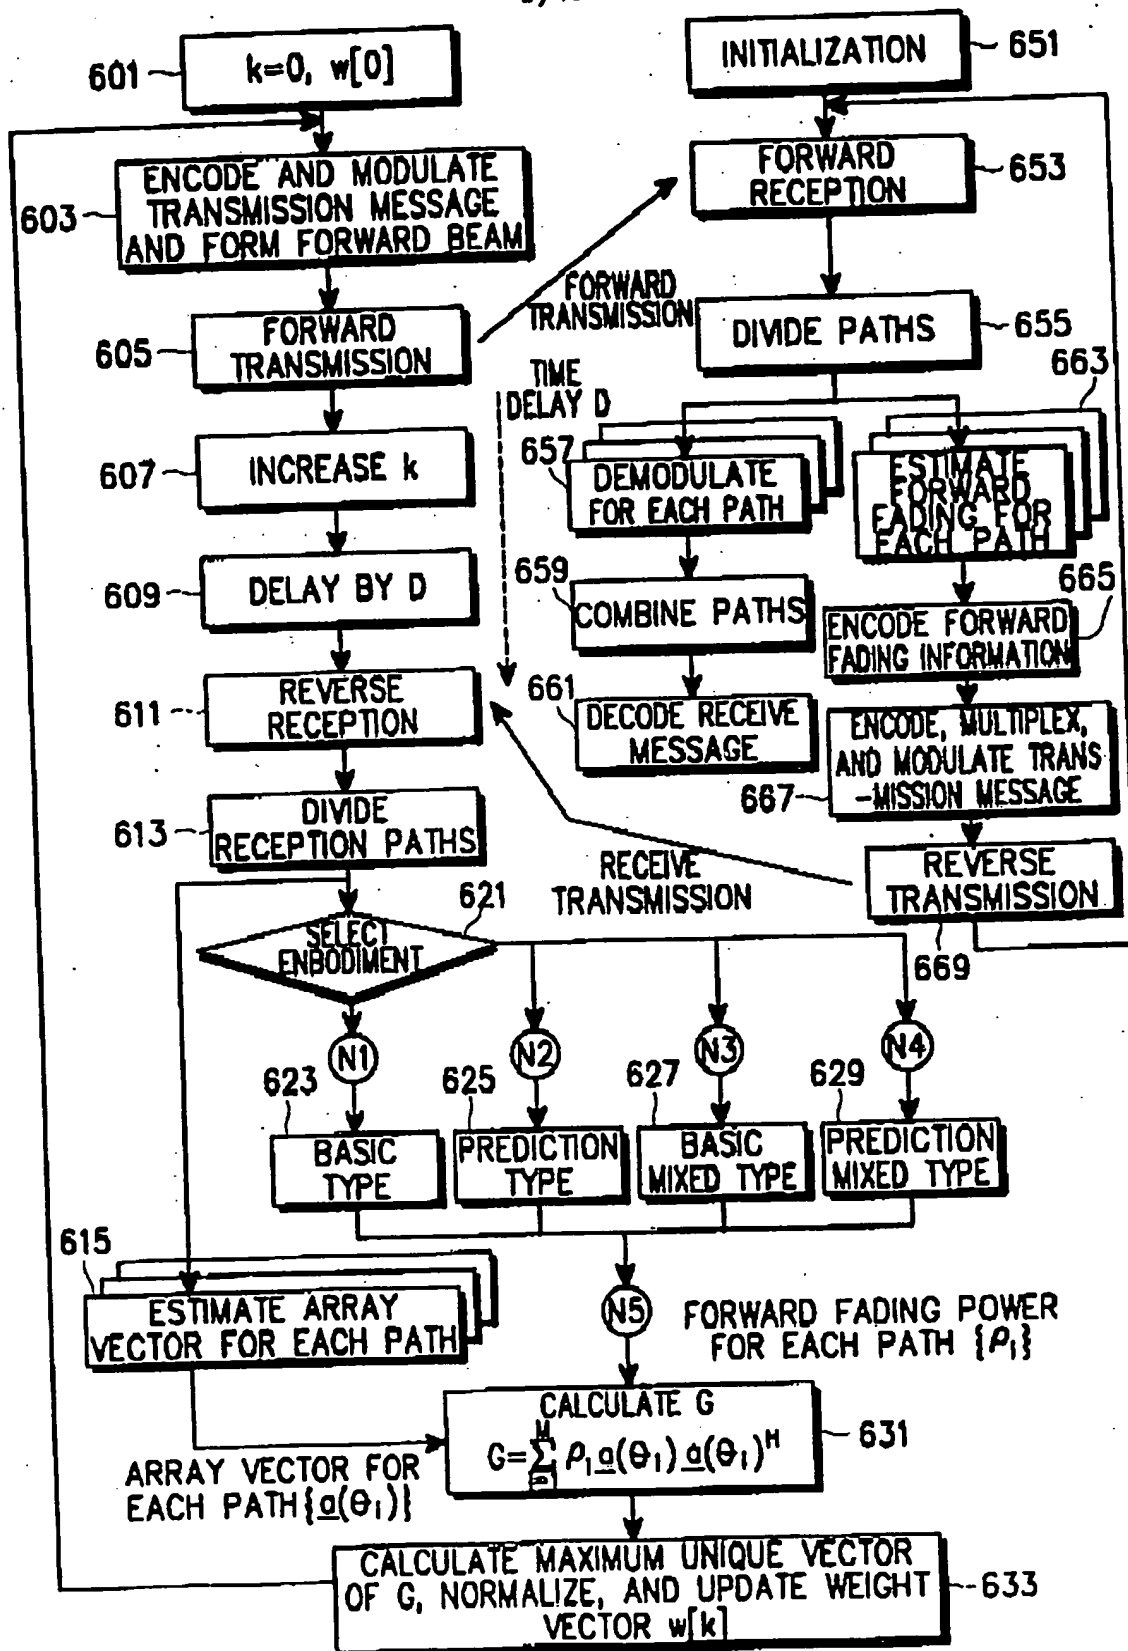 601
k=0, w[0]
603
ENCODE AND MODULATE
TRANSMISSION MESSAGE
AND FORM FORWARD BEAM
605
FORWARD
TRANSMISSION
607
INCREASE k
609
DELAY BY D
611
REVERSE
RECEPTION
613
DIVIDE
RECEPTION PATHS
FORWARD
TRANSMISSION
TIME
DELAY D
INITIALIZATION
651
FORWARD
RECEPTION
653
DIVIDE PATHS
655
657
DEMODULATE
FOR EACH PATH
659
COMBINE PATHS
661
DECODE RECEIVE
MESSAGE
663
ESTIMATE
FORWARD
FADING FOR
EACH PATH
665
ENCODE FORWARD
FADING INFORMATION
667
ENCODE, MULTIPLEX,
AND MODULATE TRANS
-MISSION MESSAGE
REVERSE
TRANSMISSION
669
RECEIVE
TRANSMISSION
621
SELECT
ENBODIMENT
N1
N2
N3
N4
623
BASIC
TYPE
625
PREDICTION
TYPE
627
BASIC
MIXED TYPE
629
PREDICTION
MIXED TYPE
615
ESTIMATE ARRAY
VECTOR FOR EACH PATH
N5
FORWARD FADING POWER
FOR EACH PATH {ρ_l}
ARRAY VECTOR FOR
EACH PATH{a(θ_l)}
CALCULATE G
G=∑^M ρ_l a(θ_l) a(θ_l)^H
631
CALCULATE MAXIMUM UNIQUE VECTOR
OF G, NORMALIZE, AND UPDATE WEIGHT
VECTOR w[k]
633